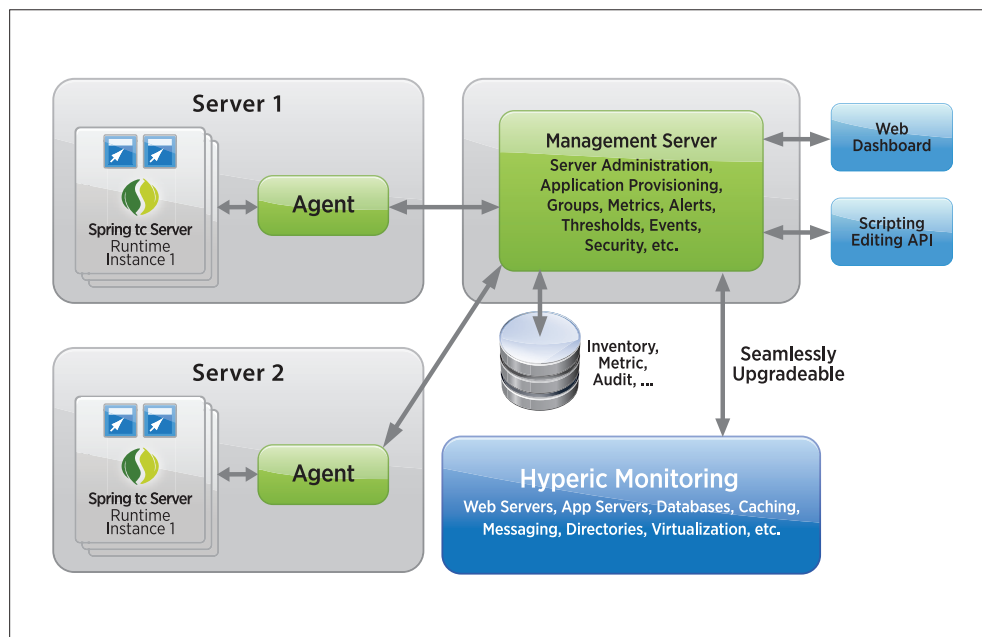 Server 1
Spring tc Server
Runtime
Instance 1
Agent
Management Server
Server Administration,
Application Provisioning,
Groups, Metrics, Alerts,
Thresholds, Events,
Security, etc.
Web
Dashboard
Scripting
Editing API
Inventory,
Metric,
Audit, ...
Seamlessly
Upgradeable
Server 2
Spring tc Server
Runtime
Instance 1
Agent
Hyperic Monitoring
Web Servers, App Servers, Databases, Caching,
Messaging, Directories, Virtualization, etc.